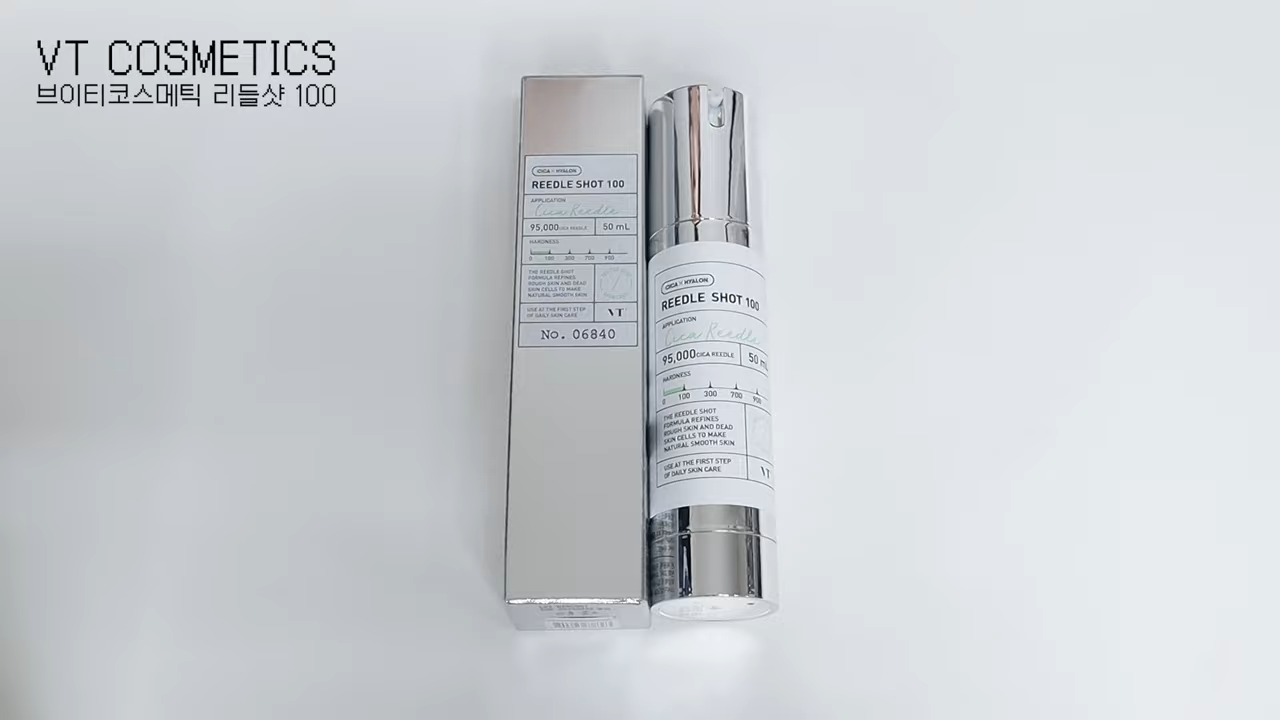 VT COSMETICS
브이티코스메틱 리들샷 100
CICA × HYALON
REEDLE SHOT 100
APPLICATION
Cica Reedle
95,000 CICA REEDLE
50 mL
HARDNESS
0 100 300 700 900
THE REEDLE SHOT
FORMULA REFINES
ROUGH SKIN AND DEAD
SKIN CELLS TO MAKE
NATURAL SMOOTH SKIN
USE AT THE FIRST STEP
OF DAILY SKIN CARE
VT
No. 06840
CICA × HYALON
REEDLE SHOT 100
APPLICATION
Cica Reedle
95,000 CICA REEDLE
50 mL
HARDNESS
0 100 300 700 900
THE REEDLE SHOT
FORMULA REFINES
ROUGH SKIN AND DEAD
SKIN CELLS TO MAKE
NATURAL SMOOTH SKIN
USE AT THE FIRST STEP
OF DAILY SKIN CARE
VT